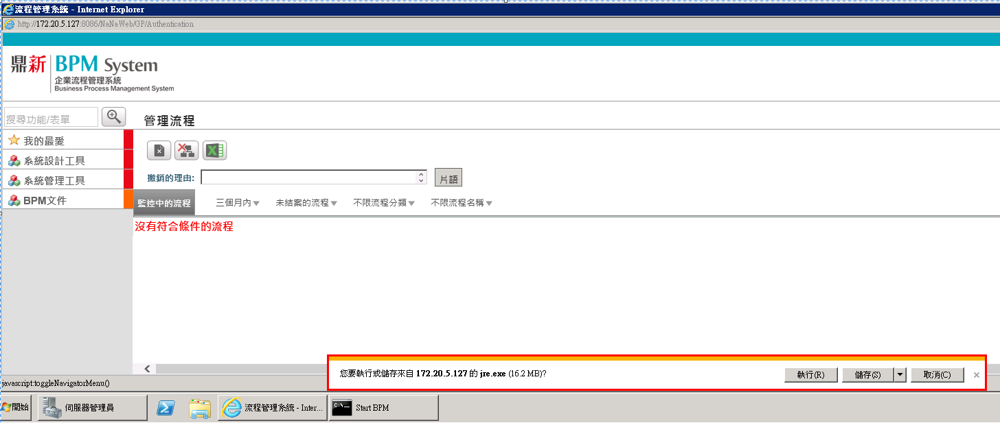 流程管理系統 - Internet Explorer
http://172.20.5.127:8086/NaNaWeb/GP/Authentication
鼎新 BPM System
企業流程管理系統
Business Process Management System
搜尋功能/表單
管理流程
我的最愛
系統設計工具
撤銷的理由:
片語
系統管理工具
BPM文件
監控中的流程 三個月內▼ 未結案的流程▼ 不限流程分類▼ 不限流程名稱▼
沒有符合條件的流程
您要執行或儲存來自 172.20.5.127 的 jre.exe (16.2 MB)?
執行(R) 儲存(S) 取消(C) ×
javascript:toggleNavigatorMenu()
開始 伺服器管理員 流程管理系統 - Inter... C:\ Start BPM